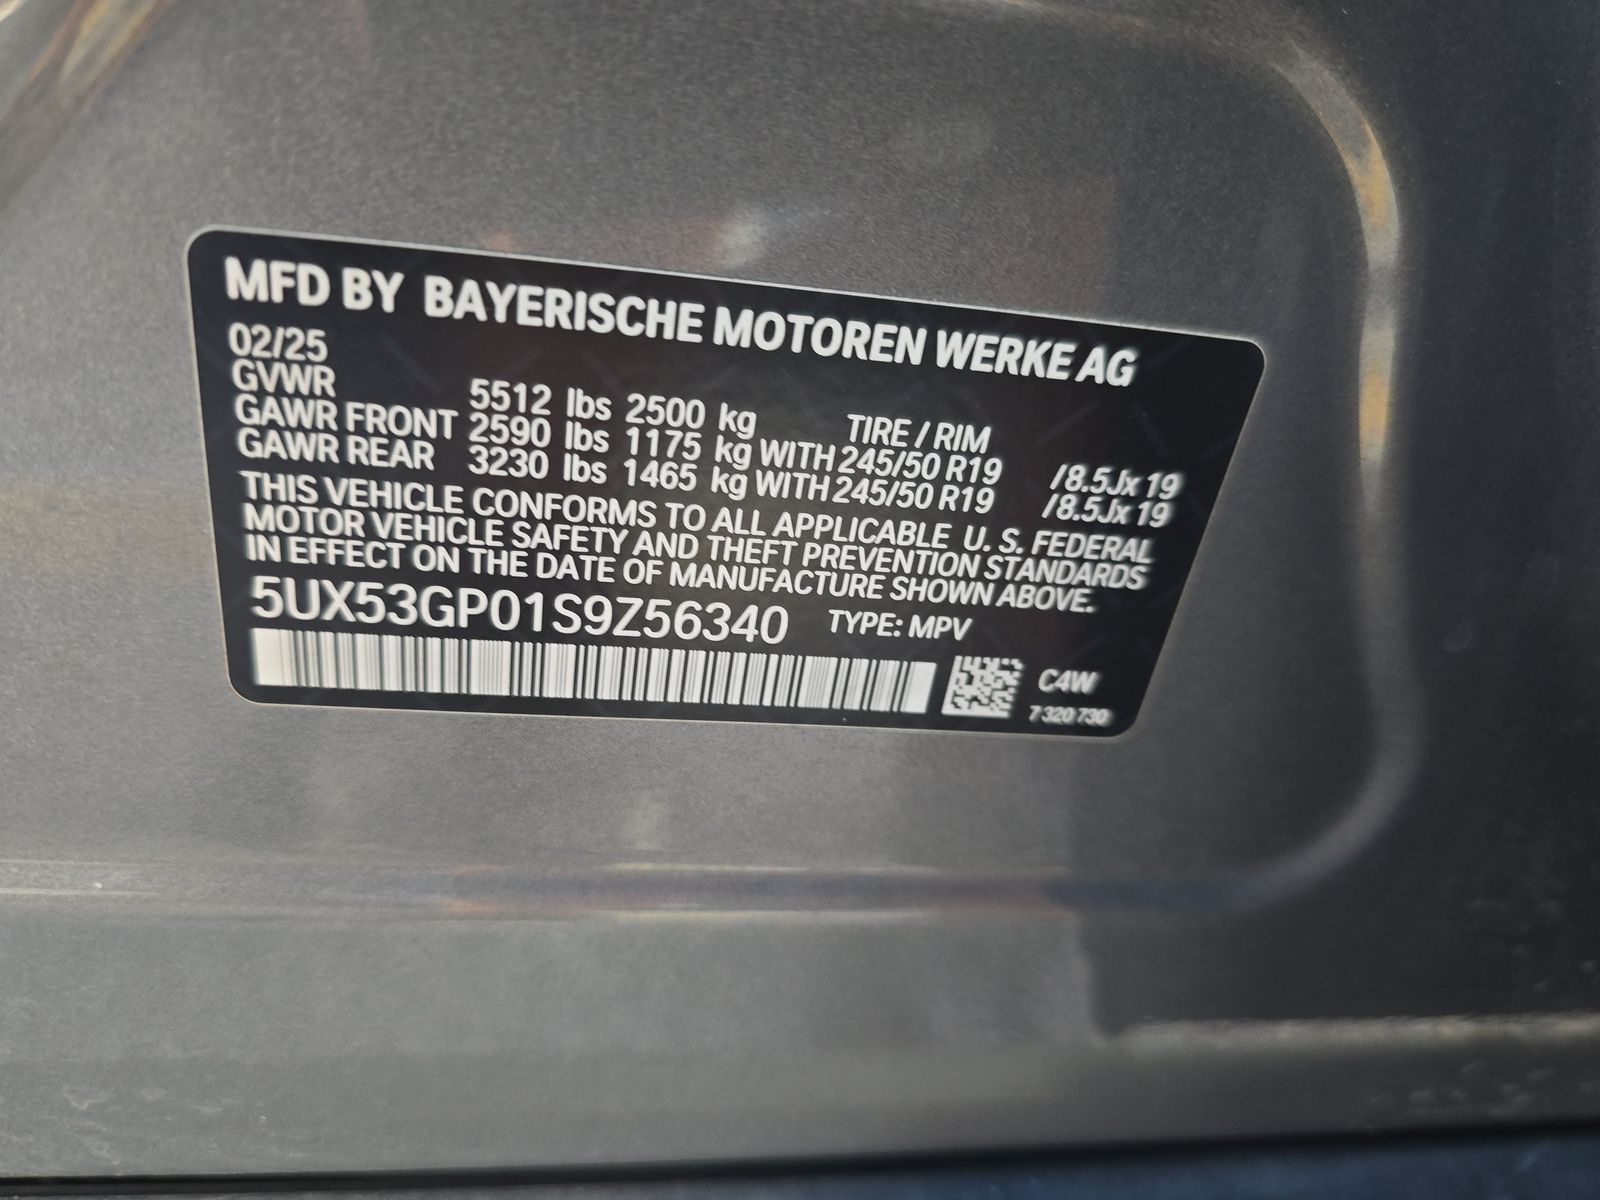 MFD BY BAYERISCHE MOTOREN WERKE AG
02/25
GVWR 5512 lbs 2500 kg TIRE / RIM
GAWR FRONT 2590 lbs 1175 kg WITH 245/50 R19 /8.5Jx 19
GAWR REAR 3230 lbs 1465 kg WITH 245/50 R19 /8.5Jx 19
THIS VEHICLE CONFORMS TO ALL APPLICABLE U. S. FEDERAL
MOTOR VEHICLE SAFETY AND THEFT PREVENTION STANDARDS
IN EFFECT ON THE DATE OF MANUFACTURE SHOWN ABOVE.
5UX53GP01S9Z56340 TYPE: MPV
C4W
7 320 730